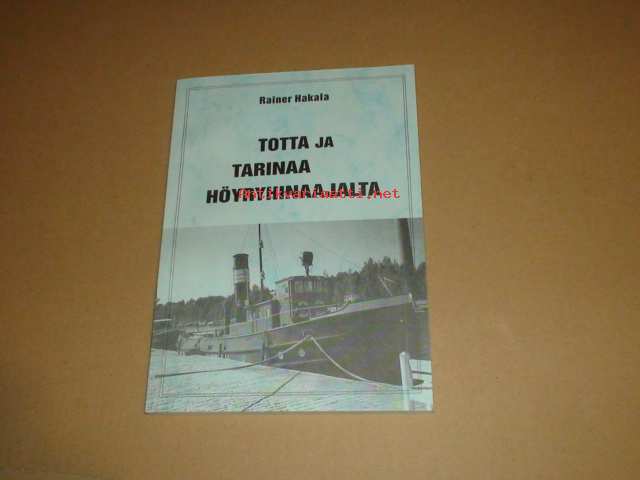 Rainer Hakala
TOTTA JA
TARINAA
HÖYRYHINAAJALTA